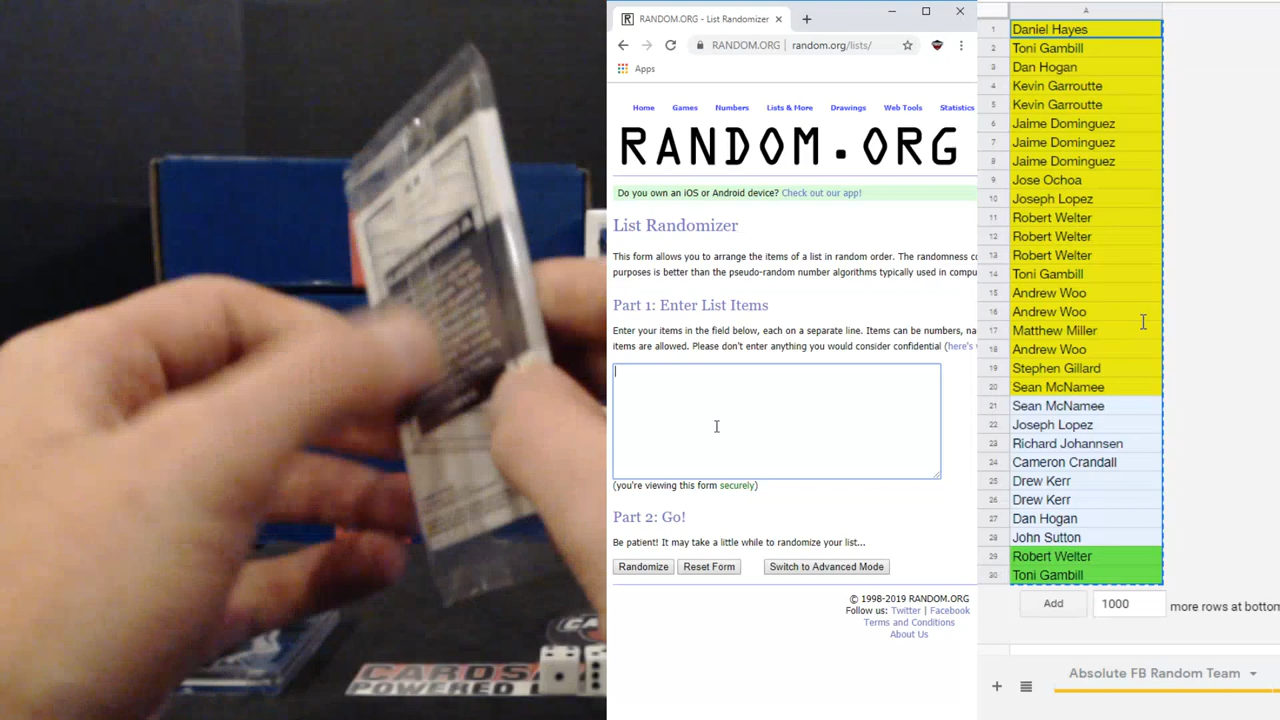 RANDOM.ORG - List Randomizer
RANDOM.ORG
random.org/lists/
Apps
Home Games Numbers Lists & More Drawings Web Tools Statistics
RANDOM.ORG
Do you own an iOS or Android device? Check out our app!
List Randomizer
This form allows you to arrange the items of a list in random order. The randomness
purposes is better than the pseudo-random number algorithms typically used in
Part 1: Enter List Items
Enter your items in the field below, each on a separate line. Items can be numbers,
items are allowed. Please don't enter anything you would consider confidential (here's
(you're viewing this form securely)
Part 2: Go!
Be patient! It may take a little while to randomize your list...
Randomize Reset Form Switch to Advanced Mode
© 1998-2019 RANDOM.ORG
Follow us: Twitter | Facebook
Terms and Conditions
About Us
A
1 Daniel Hayes
2 Toni Gambill
3 Dan Hogan
4 Kevin Garroutte
5 Kevin Garroutte
6 Jaime Dominguez
7 Jaime Dominguez
8 Jaime Dominguez
9 Jose Ochoa
10 Joseph Lopez
11 Robert Welter
12 Robert Welter
13 Robert Welter
14 Toni Gambill
15 Andrew Woo
16 Andrew Woo
17 Matthew Miller
18 Andrew Woo
19 Stephen Gillard
20 Sean McNamee
21 Sean McNamee
22 Joseph Lopez
23 Richard Johannsen
24 Cameron Crandall
25 Drew Kerr
26 Drew Kerr
27 Dan Hogan
28 John Sutton
29 Robert Welter
30 Toni Gambill
Add 1000 more rows at bottom
Absolute FB Random Team
POWERED